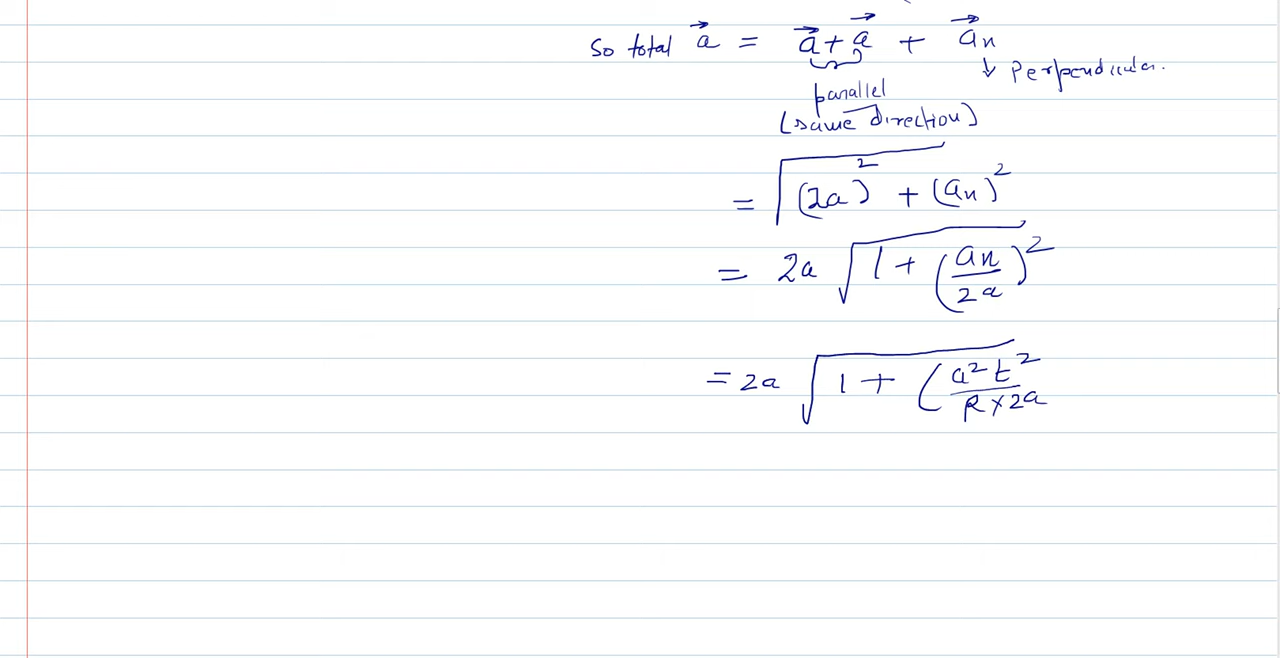 So total a⃗ = a⃗ + a⃗ + a⃗n
↓ Perpendicular.
parallel
(same direction)
= √((2a)² + (an)²
= 2a √(1 + (an/2a)²
= 2a √(1 + (a²t²/R×2a